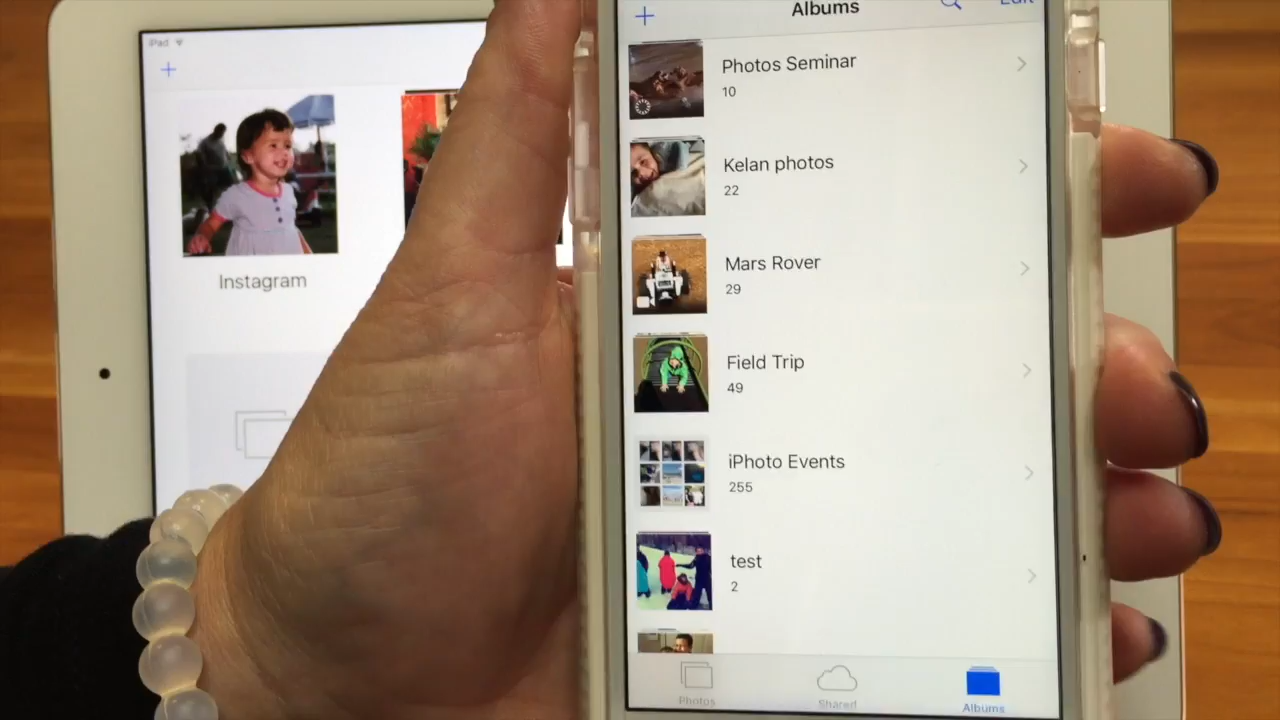 iPad
Instagram
Albums
Edit
Photos Seminar
10
Kelan photos
22
Mars Rover
29
Field Trip
49
iPhoto Events
255
test
2
Photos
Shared
Albums